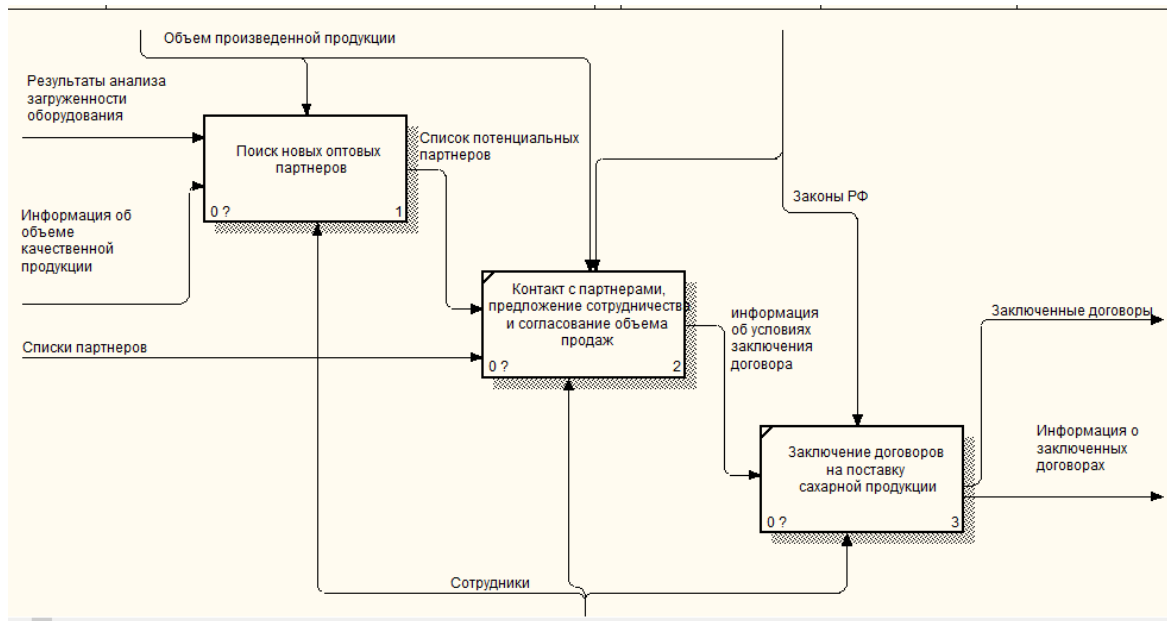 Объем произведенной продукции
Результаты анализа
загруженности
оборудования
Поиск новых оптовых
партнеров
0 ?
1
Список потенциальных
партнеров
Информация об
объеме
качественной
продукции
Законы РФ
Контакт с партнерами,
предложение сотрудничества
и согласование объема
продаж
0 ?
2
Списки партнеров
информация
об условиях
заключения
договора
Заключенные договоры
Заключение договоров
на поставку
сахарной продукции
0 ?
3
Информация о
заключенных
договорах
Сотрудники